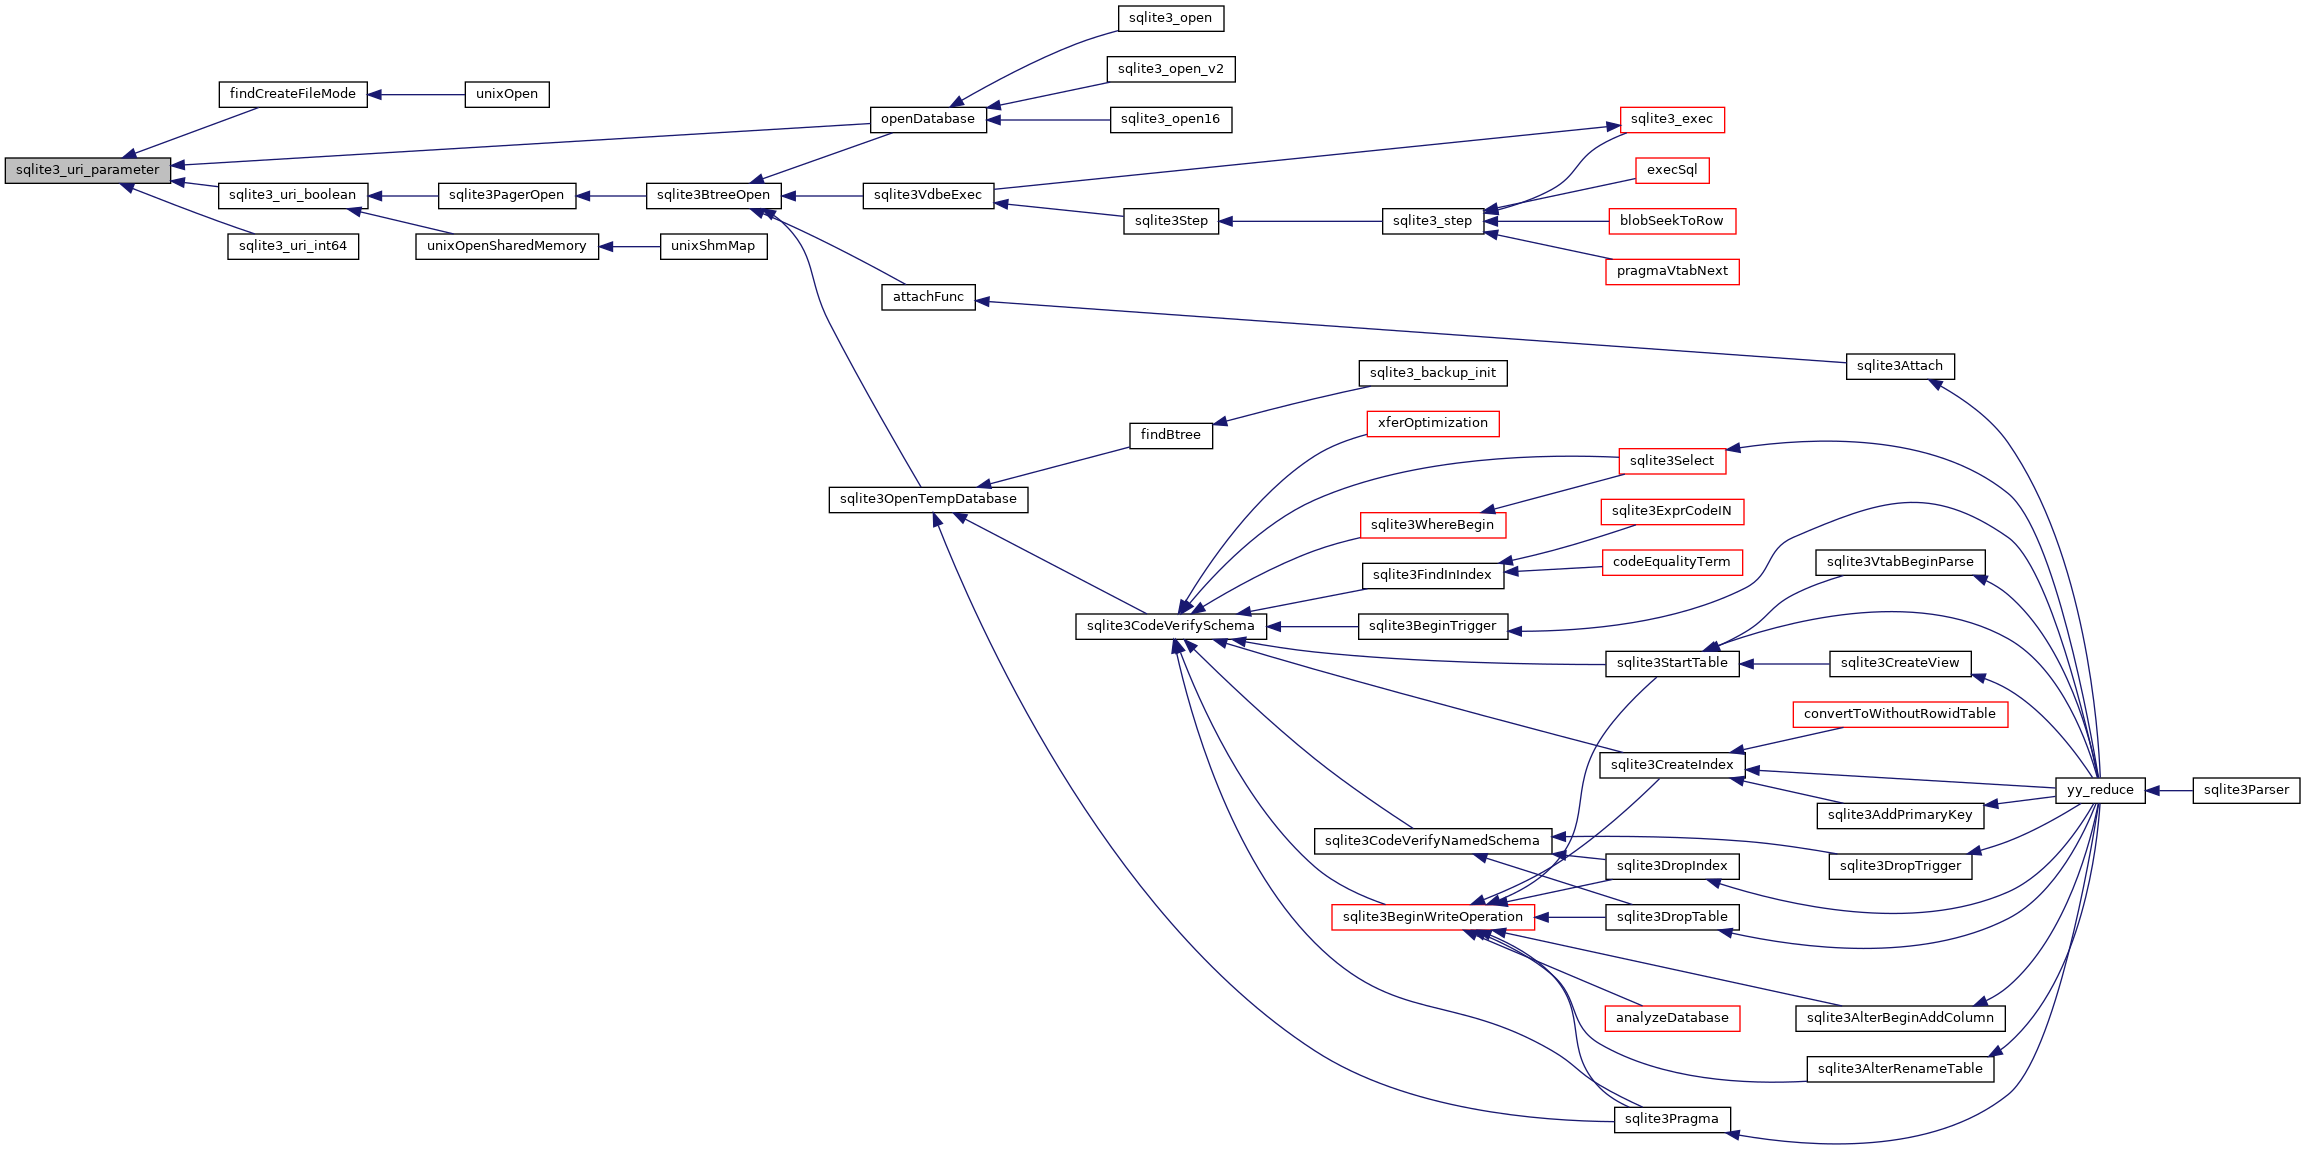 sqlite3_open
sqlite3_open_v2
findCreateFileMode
unixOpen
openDatabase
sqlite3_open16
sqlite3_exec
sqlite3_uri_parameter
execSql
sqlite3_uri_boolean
sqlite3PagerOpen
sqlite3BtreeOpen
sqlite3VdbeExec
sqlite3Step
sqlite3_step
blobSeekToRow
sqlite3_uri_int64
unixOpenSharedMemory
unixShmMap
pragmaVtabNext
attachFunc
sqlite3Attach
sqlite3_backup_init
xferOptimization
findBtree
sqlite3Select
sqlite3OpenTempDatabase
sqlite3ExprCodeIN
sqlite3WhereBegin
codeEqualityTerm
sqlite3VtabBeginParse
sqlite3FindInIndex
sqlite3CodeVerifySchema
sqlite3BeginTrigger
sqlite3StartTable
sqlite3CreateView
convertToWithoutRowidTable
sqlite3CreateIndex
yy_reduce
sqlite3Parser
sqlite3AddPrimaryKey
sqlite3CodeVerifyNamedSchema
sqlite3DropIndex
sqlite3DropTrigger
sqlite3BeginWriteOperation
sqlite3DropTable
analyzeDatabase
sqlite3AlterBeginAddColumn
sqlite3AlterRenameTable
sqlite3Pragma